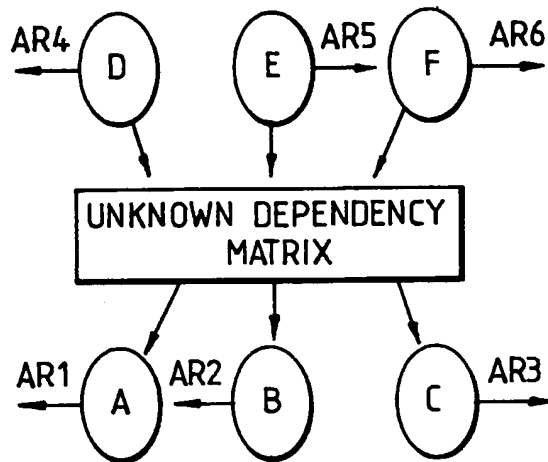 AR4 D E AR5 F AR6
UNKNOWN DEPENDENCY
MATRIX
AR1 A AR2 B C AR3